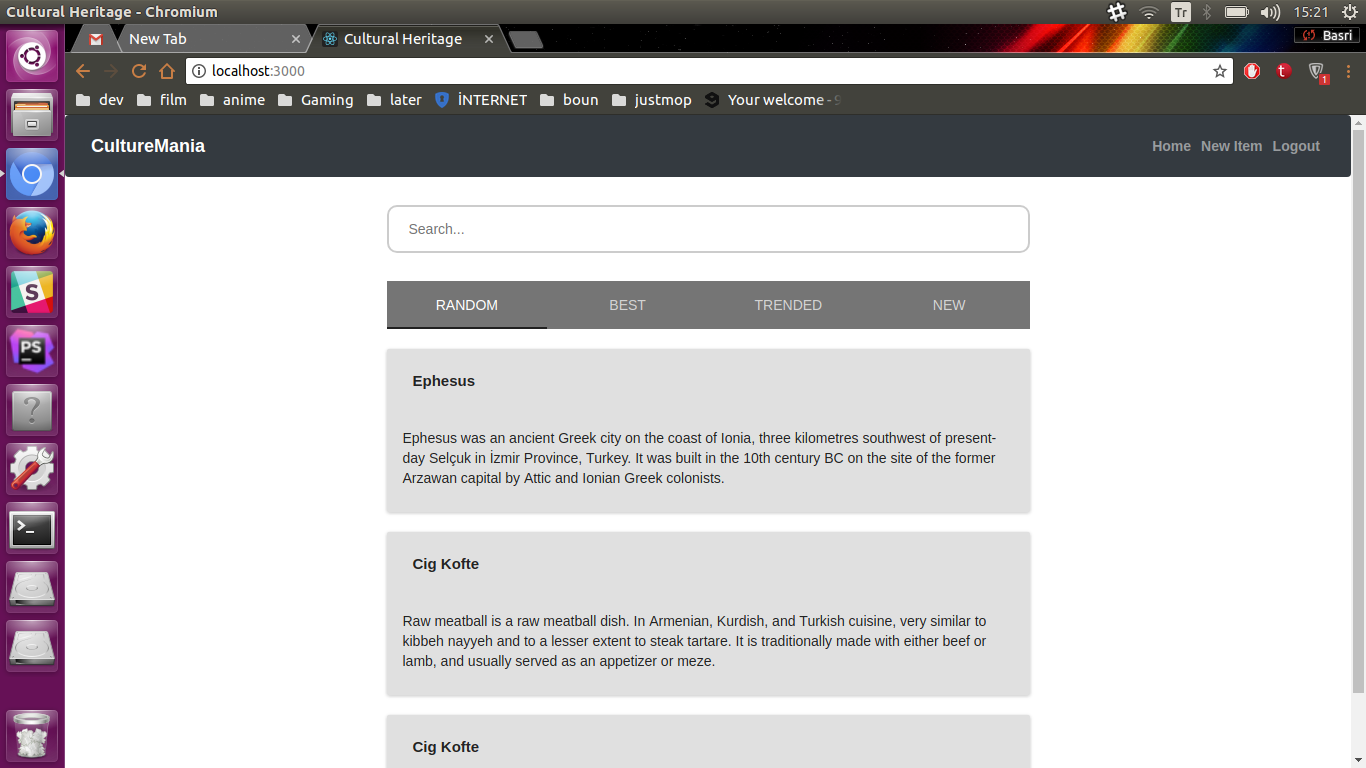 Cultural Heritage - Chromium
Tr
15:21
New Tab
Cultural Heritage
Basri
localhost:3000
1
dev
film
anime
Gaming
later
İNTERNET
boun
justmop
Your welcome -
CultureMania
Home New Item Logout
Search...
RANDOM BEST TRENDED NEW
Ephesus
Ephesus was an ancient Greek city on the coast of Ionia, three kilometres southwest of present-
day Selçuk in İzmir Province, Turkey. It was built in the 10th century BC on the site of the former
Arzawan capital by Attic and Ionian Greek colonists.
Cig Kofte
Raw meatball is a raw meatball dish. In Armenian, Kurdish, and Turkish cuisine, very similar to
kibbeh nayyeh and to a lesser extent to steak tartare. It is traditionally made with either beef or
lamb, and usually served as an appetizer or meze.
Cig Kofte
S
PS
?
>_